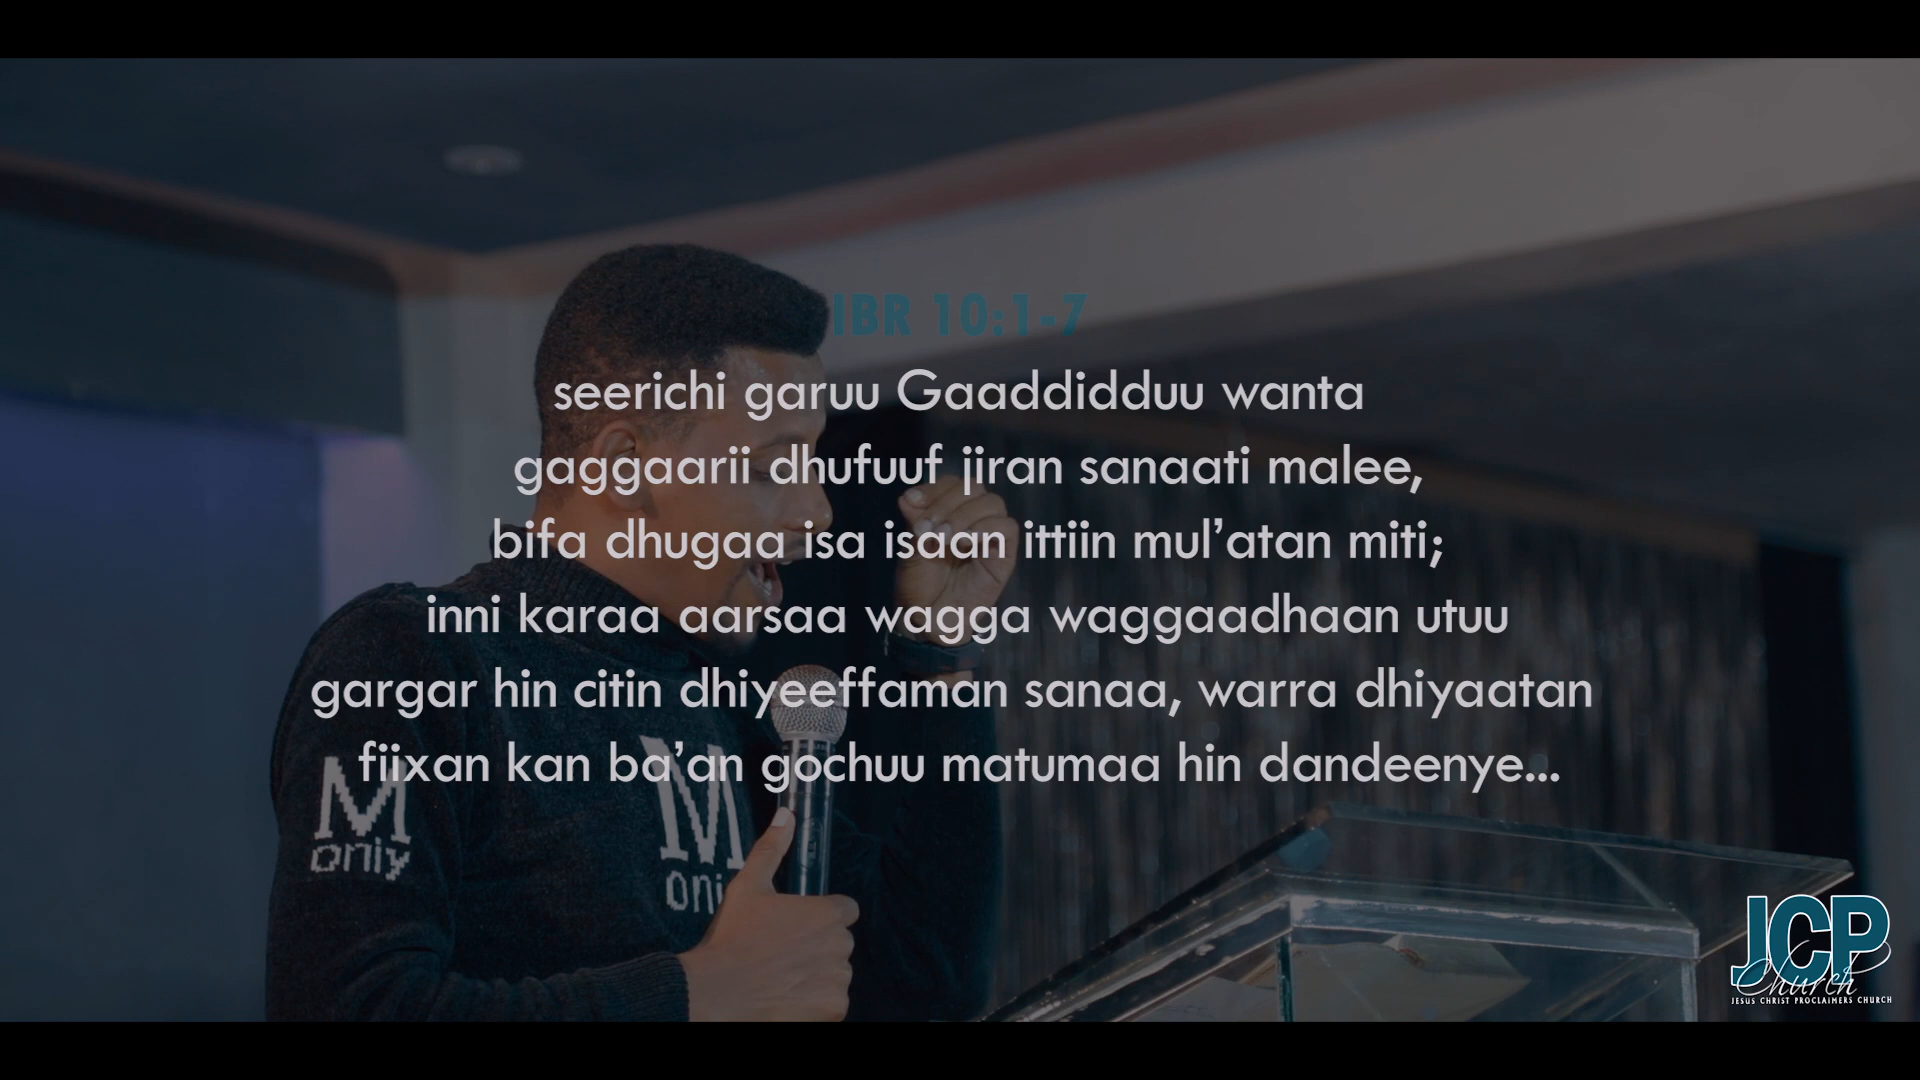 IBR 10:1-7
seerichi garuu Gaaddidduu wanta
gaggaarii dhufuuf jiran sanaati malee,
bifa dhugaa isa isaan ittiin mul’atan miti;
inni karaa aarsaa wagga waggaadhaan utuu
gargar hin citin dhiyeeffaman sanaa, warra dhiyaatan
fiixan kan ba’an gochuu matumaa hin dandeenye...
M
oniy
M
oni
JCP
Church
JESUS CHRIST PROCLAIMERS CHURCH